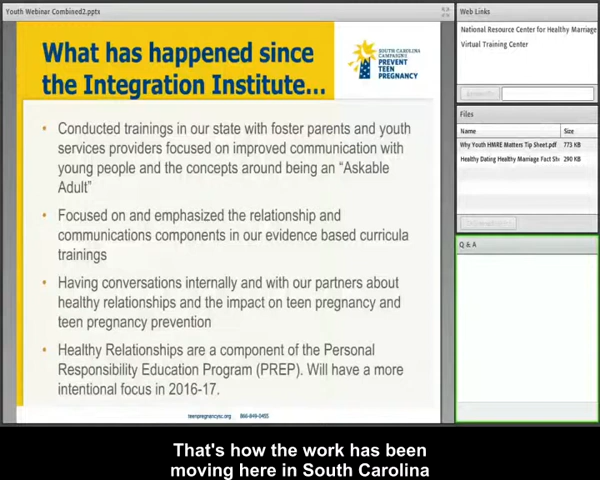 Youth Webinar Combined2.pptx
What has happened since
the Integration Institute…
SOUTH CAROLINA
CAMPAIGN TO
PREVENT
TEEN
PREGNANCY
• Conducted trainings in our state with foster parents and youth
services providers focused on improved communication with
young people and the concepts around being an “Askable
Adult”
• Focused on and emphasized the relationship and
communications components in our evidence based curricula
trainings
• Having conversations internally and with our partners about
healthy relationships and the impact on teen pregnancy and
teen pregnancy prevention
• Healthy Relationships are a component of the Personal
Responsibility Education Program (PREP). Will have a more
intentional focus in 2016-17.
teenpregnancysc.org 866-849-0455
Web Links
National Resource Center for Healthy Marriage
Virtual Training Center
Files
Name Size
Why Youth HMRE Matters Tip Sheet.pdf 773 KB
Healthy Dating Healthy Marriage Fact She 290 KB
Q & A
That's how the work has been
moving here in South Carolina